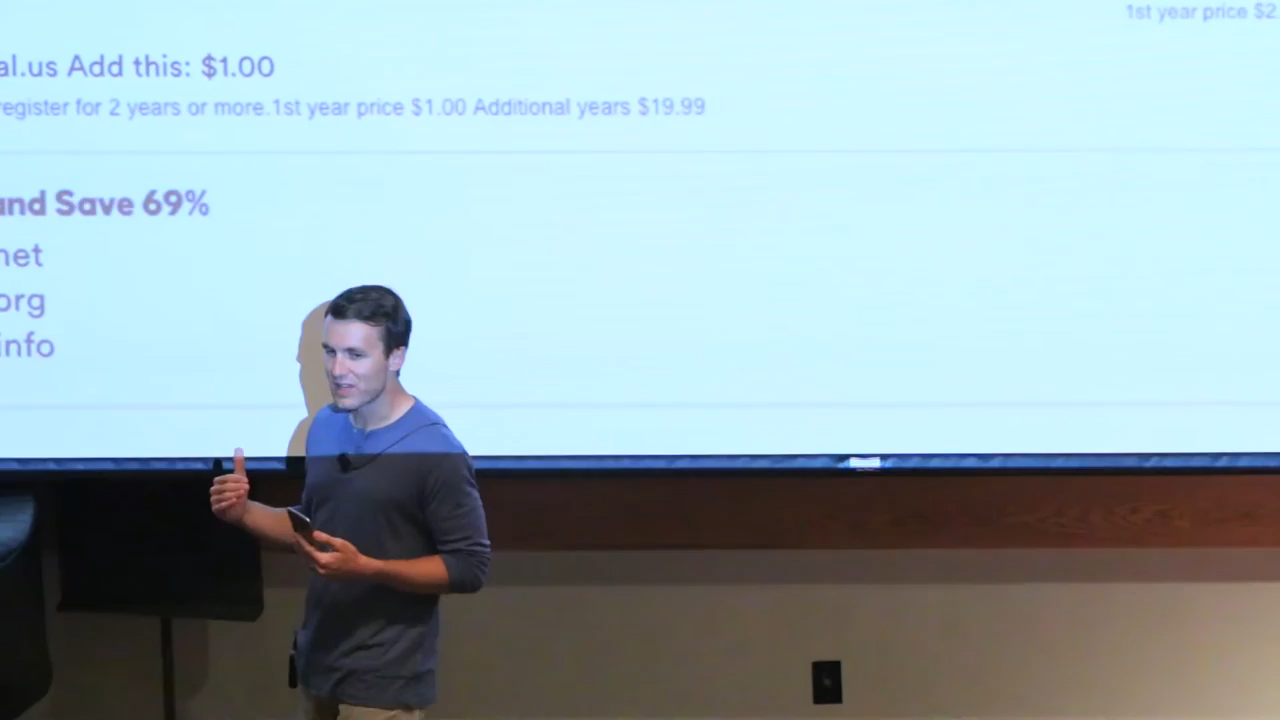 1st year price $2
al.us Add this: $1.00
register for 2 years or more.1st year price $1.00 Additional years $19.99
and Save 69%
net
org
info